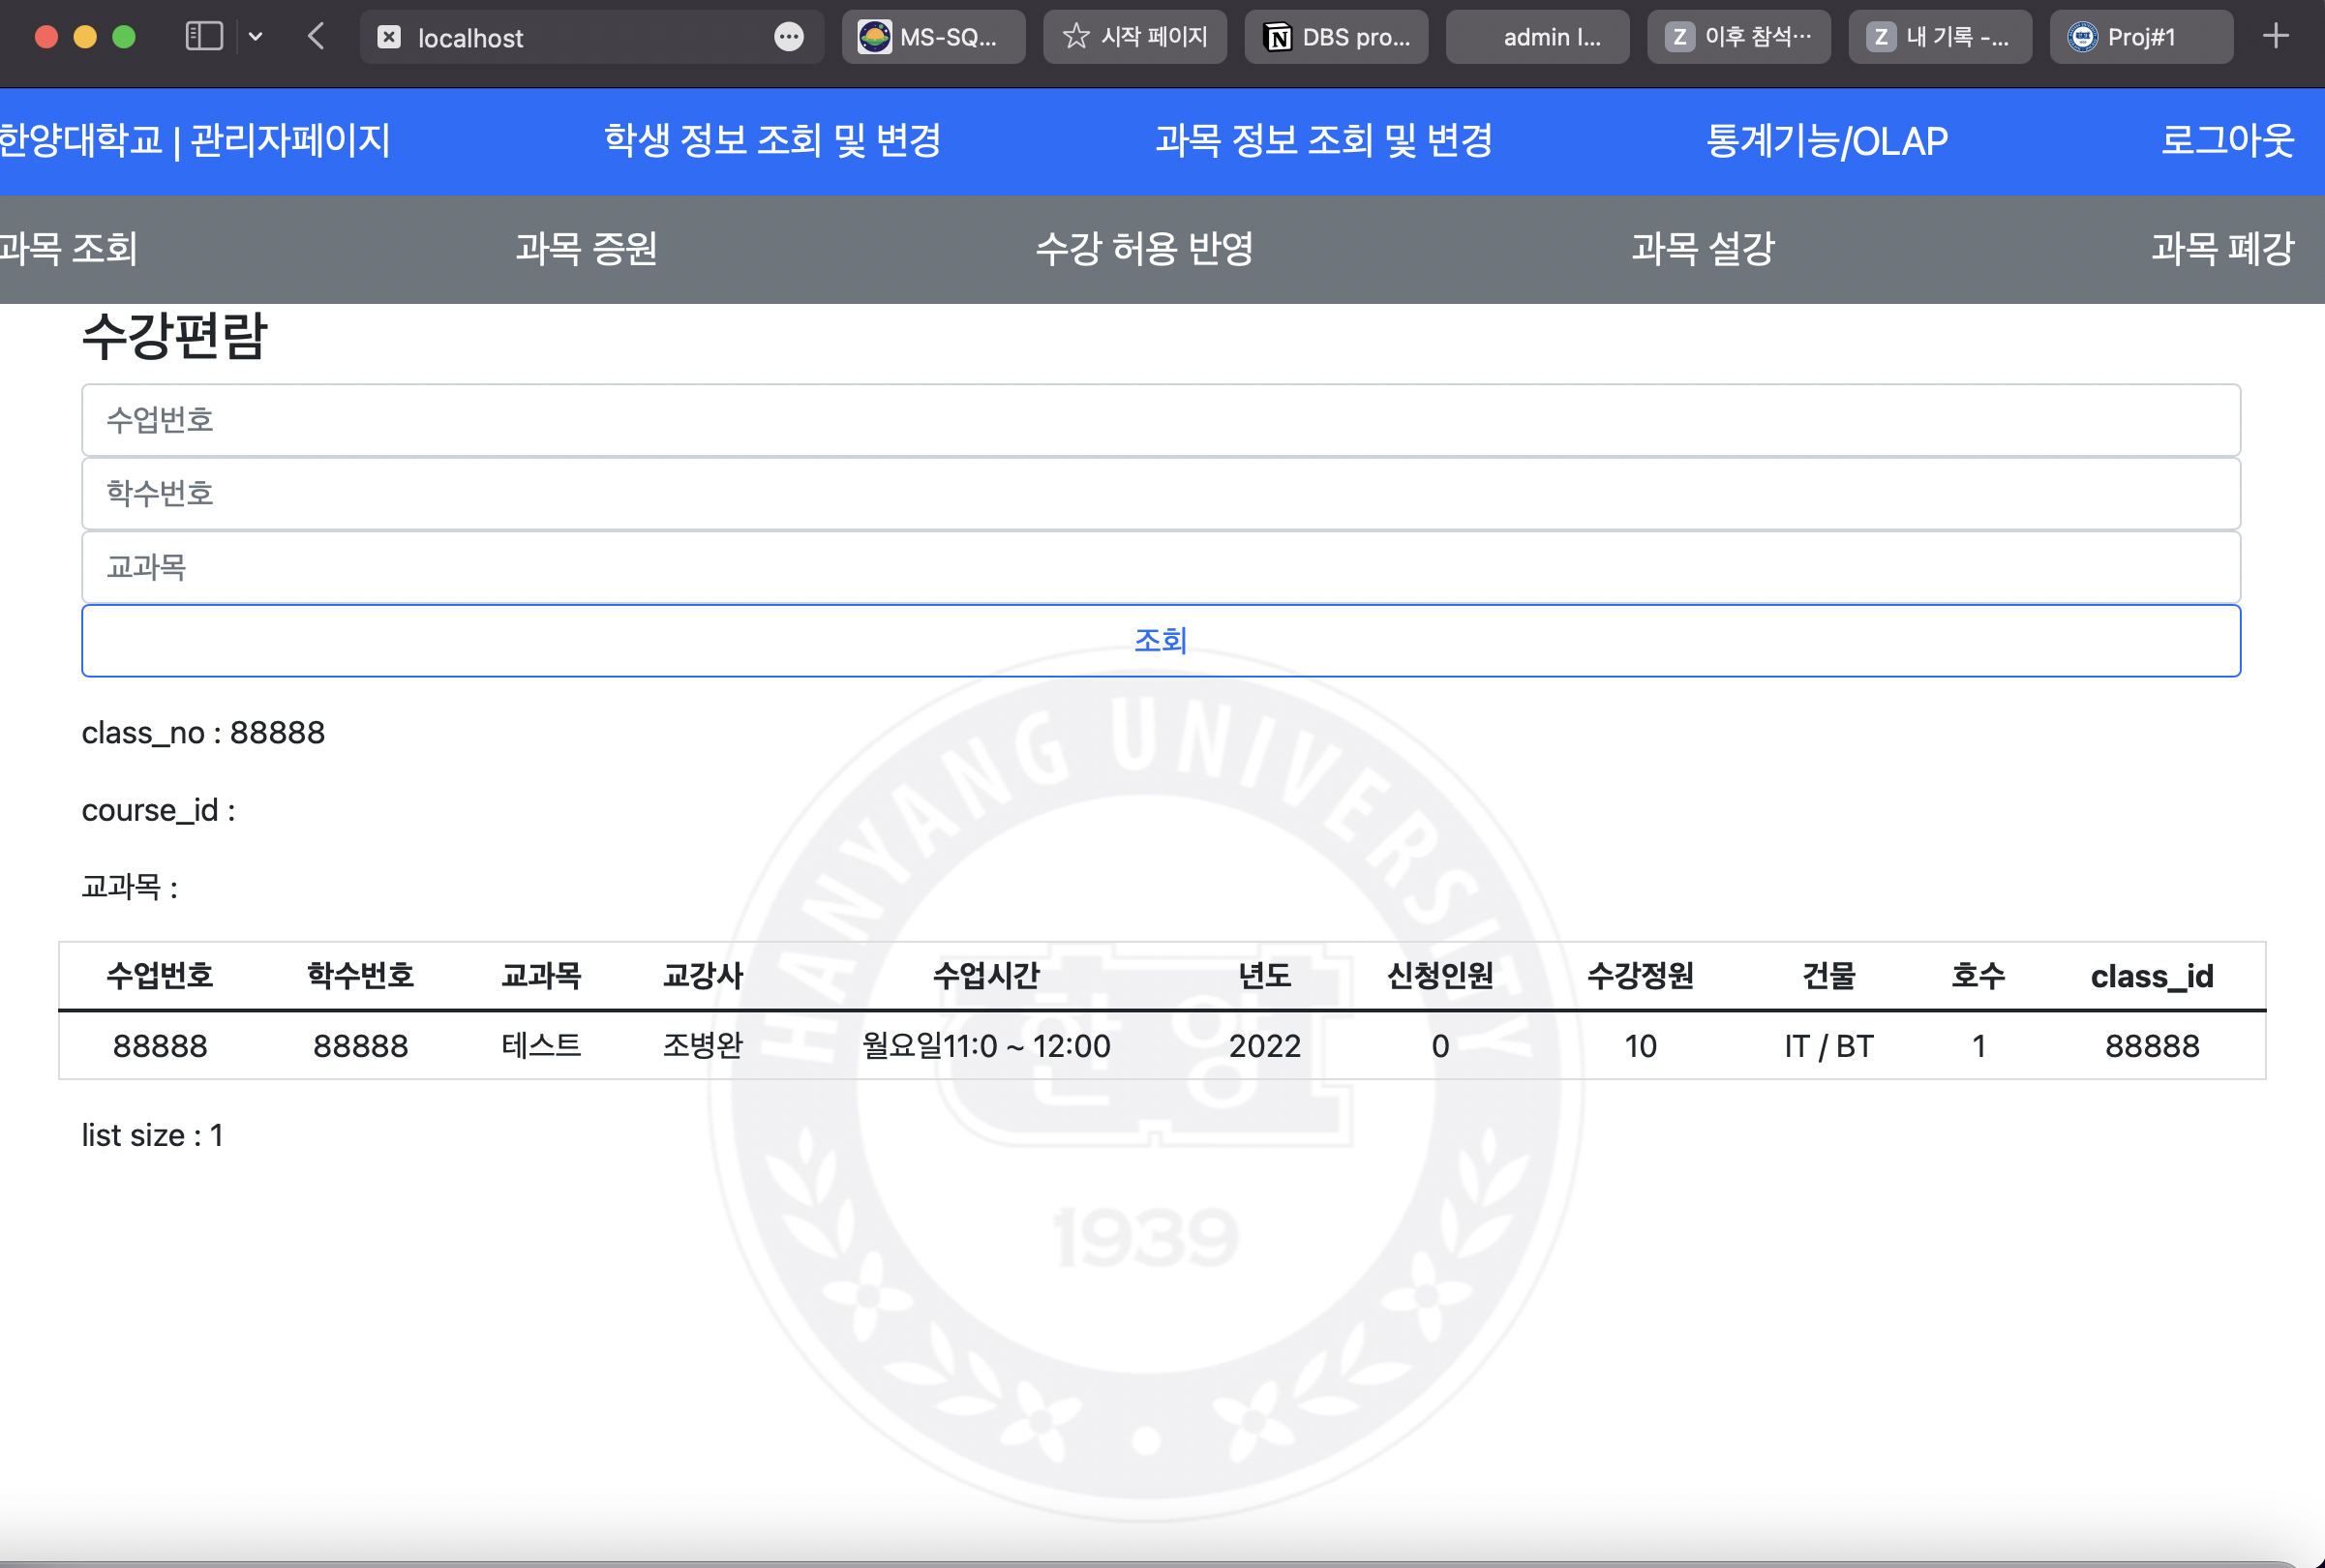 localhost
MS-SQ...
시작 페이지
DBS pro...
admin l...
Z 이후 참석...
Z 내 기록 -...
Proj#1
한양대학교 | 관리자페이지 학생 정보 조회 및 변경 과목 정보 조회 및 변경 통계기능/OLAP 로그아웃
과목 조회 과목 증원 수강 허용 반영 과목 설강 과목 폐강
수강편람
수업번호
학수번호
교과목
조회
class_no : 88888
course_id :
교과목 :
수업번호 학수번호 교과목 교강사 수업시간 년도 신청인원 수강정원 건물 호수 class_id
88888 88888 테스트 조병완 월요일11:0 ~ 12:00 2022 0 10 IT / BT 1 88888
list size : 1
HANYANG UNIVERSITY
한양
1939